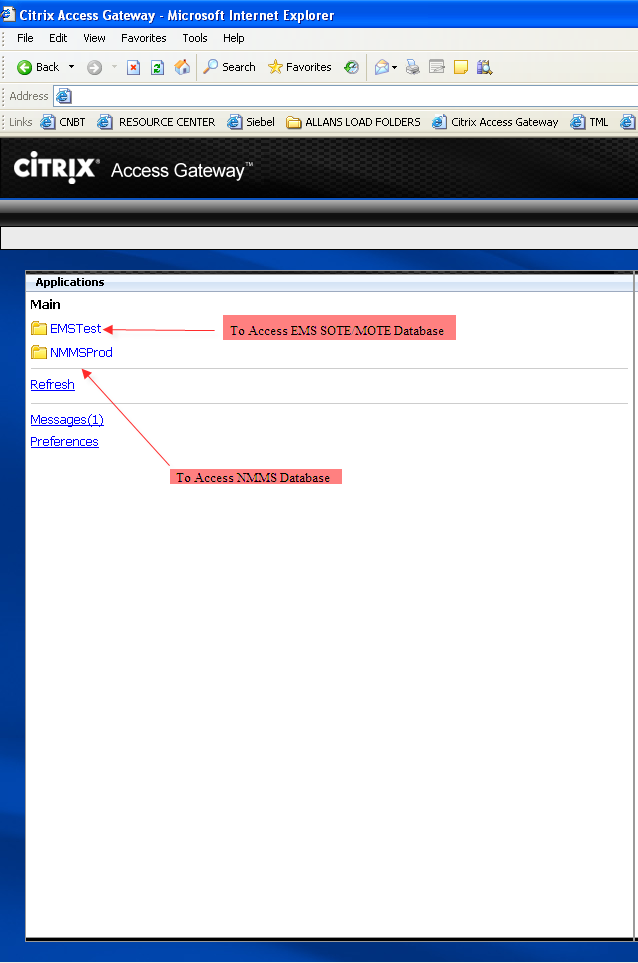 Citrix Access Gateway - Microsoft Internet Explorer
File Edit View Favorites Tools Help
Back Search Favorites
Address
Links CNBT RESOURCE CENTER Siebel ALLANS LOAD FOLDERS Citrix Access Gateway TML
CiTRIX® Access Gateway™
Applications
Main
EMSTest To Access EMS SOTE/MOTE Database
NMMSProd
Refresh
Messages(1)
Preferences
To Access NMMS Database